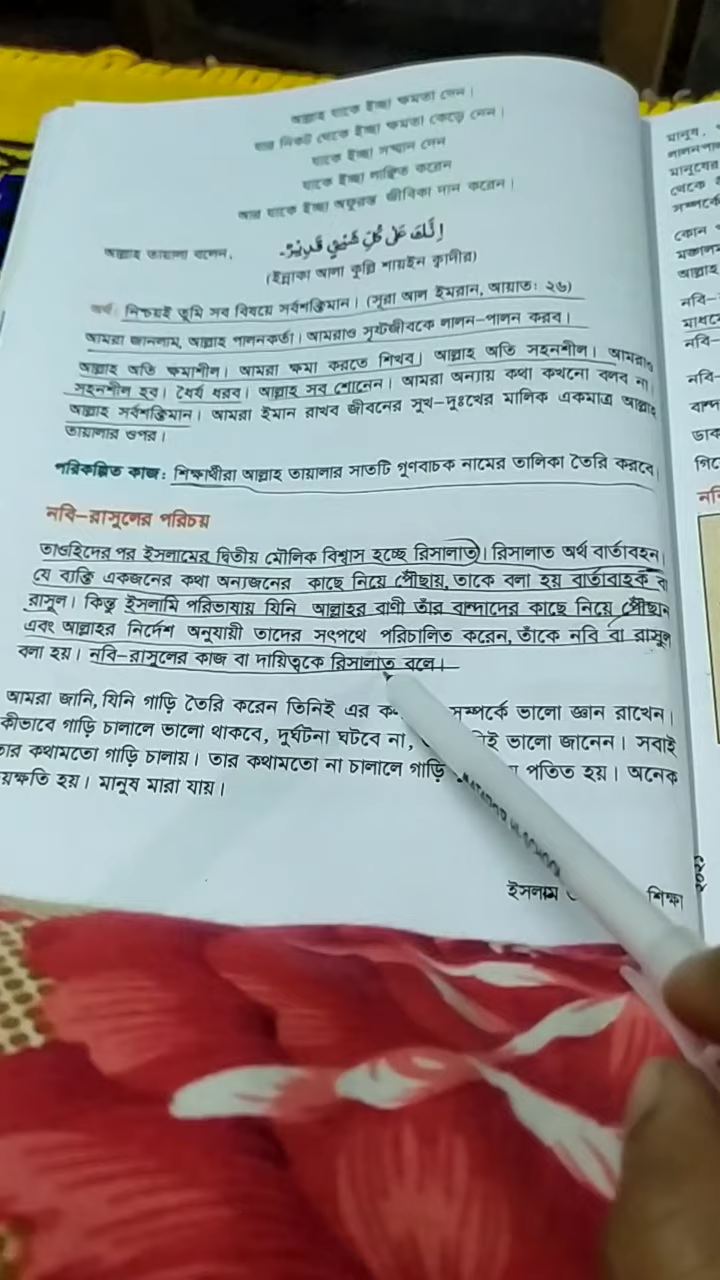 আল্লাহ যাকে ইচ্ছা ক্ষমতা দেন।
যার নিকট থেকে ইচ্ছা ক্ষমতা কেড়ে নেন।
যাকে ইচ্ছা সম্মান দেন
যাকে ইচ্ছা লাঞ্ছিত করেন
আর যাকে ইচ্ছা অফুরন্ত জীবিকা দান করেন।
আল্লাহ তায়ালা বলেন, اِنَّكَ عَلٰى كُلِّ شَىْءٍ قَدِيْرٌ-
(ইন্নাকা আলা কুল্লি শায়ইন ক্বাদীর)
অর্থ: নিশ্চয়ই তুমি সব বিষয়ে সর্বশক্তিমান। (সূরা আল ইমরান, আয়াত: ২৬)
আমরা জানলাম, আল্লাহ পালনকর্তা। আমরাও সৃষ্টজীবকে লালন-পালন করব।
আল্লাহ অতি ক্ষমাশীল। আমরা ক্ষমা করতে শিখব। আল্লাহ অতি সহনশীল। আমরাও
সহনশীল হব। ধৈর্য ধরব। আল্লাহ সব শোনেন। আমরা অন্যায় কথা কখনো বলব না।
আল্লাহ সর্বশক্তিমান। আমরা ইমান রাখব জীবনের সুখ-দুঃখের মালিক একমাত্র আল্লাহ
তায়ালার ওপর।
পরিকল্পিত কাজ: শিক্ষার্থীরা আল্লাহ তায়ালার সাতটি গুণবাচক নামের তালিকা তৈরি করবে।
নবি-রাসুলের পরিচয়
তাওহিদের পর ইসলামের দ্বিতীয় মৌলিক বিশ্বাস হচ্ছে রিসালাত। রিসালাত অর্থ বার্তাবহন।
যে ব্যক্তি একজনের কথা অন্যজনের কাছে নিয়ে পৌঁছায়, তাকে বলা হয় বার্তাবাহক বা
রাসুল। কিন্তু ইসলামি পরিভাষায় যিনি আল্লাহর বাণী তাঁর বান্দাদের কাছে নিয়ে পৌঁছান
এবং আল্লাহর নির্দেশ অনুযায়ী তাদের সৎপথে পরিচালিত করেন, তাঁকে নবি বা রাসুল
বলা হয়। নবি-রাসুলের কাজ বা দায়িত্বকে রিসালাত বলে।
আমরা জানি, যিনি গাড়ি তৈরি করেন তিনিই এর সম্পর্কে ভালো জ্ঞান রাখেন।
কীভাবে গাড়ি চালালে ভালো থাকবে, দুর্ঘটনা ঘটবে না, ভালো জানেন। সবাই
কথামতো গাড়ি চালায়। তার কথামতো না চালালে গাড়ি পতিত হয়। অনেক
হয়। মানুষ মারা যায়।
ইসলাম শিক্ষা
মানুষ,
মানুষের
থেকে
সম্পর্কে
কোন
আল্লাহ
নবি-
নবি-
নবি-
বান্দা
ডাক